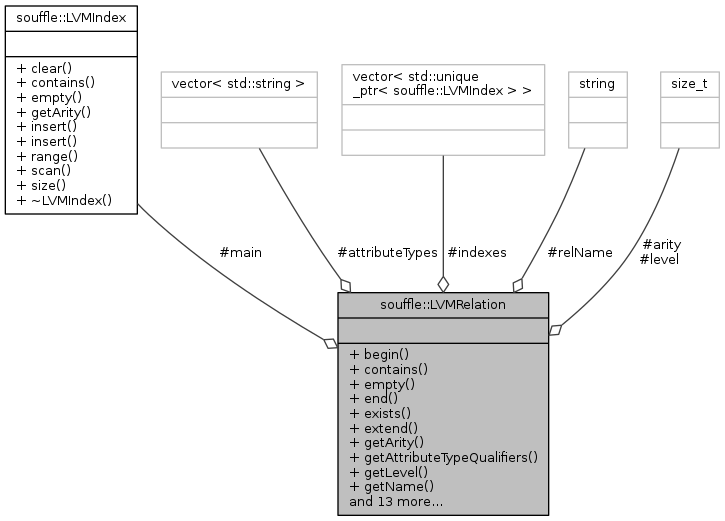 souffle::LVMIndex
+ clear()
+ contains()
+ empty()
+ getArity()
+ insert()
+ insert()
+ range()
+ scan()
+ size()
+ ~LVMIndex()
vector< std::string >
vector< std::unique
_ptr< souffle::LVMIndex > >
string
size_t
#main
#attributeTypes
#indexes
#relName
#arity
#level
souffle::LVMRelation
+ begin()
+ contains()
+ empty()
+ end()
+ exists()
+ extend()
+ getArity()
+ getAttributeTypeQualifiers()
+ getLevel()
+ getName()
and 13 more...